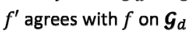 f′ agrees with f on 𝓖d